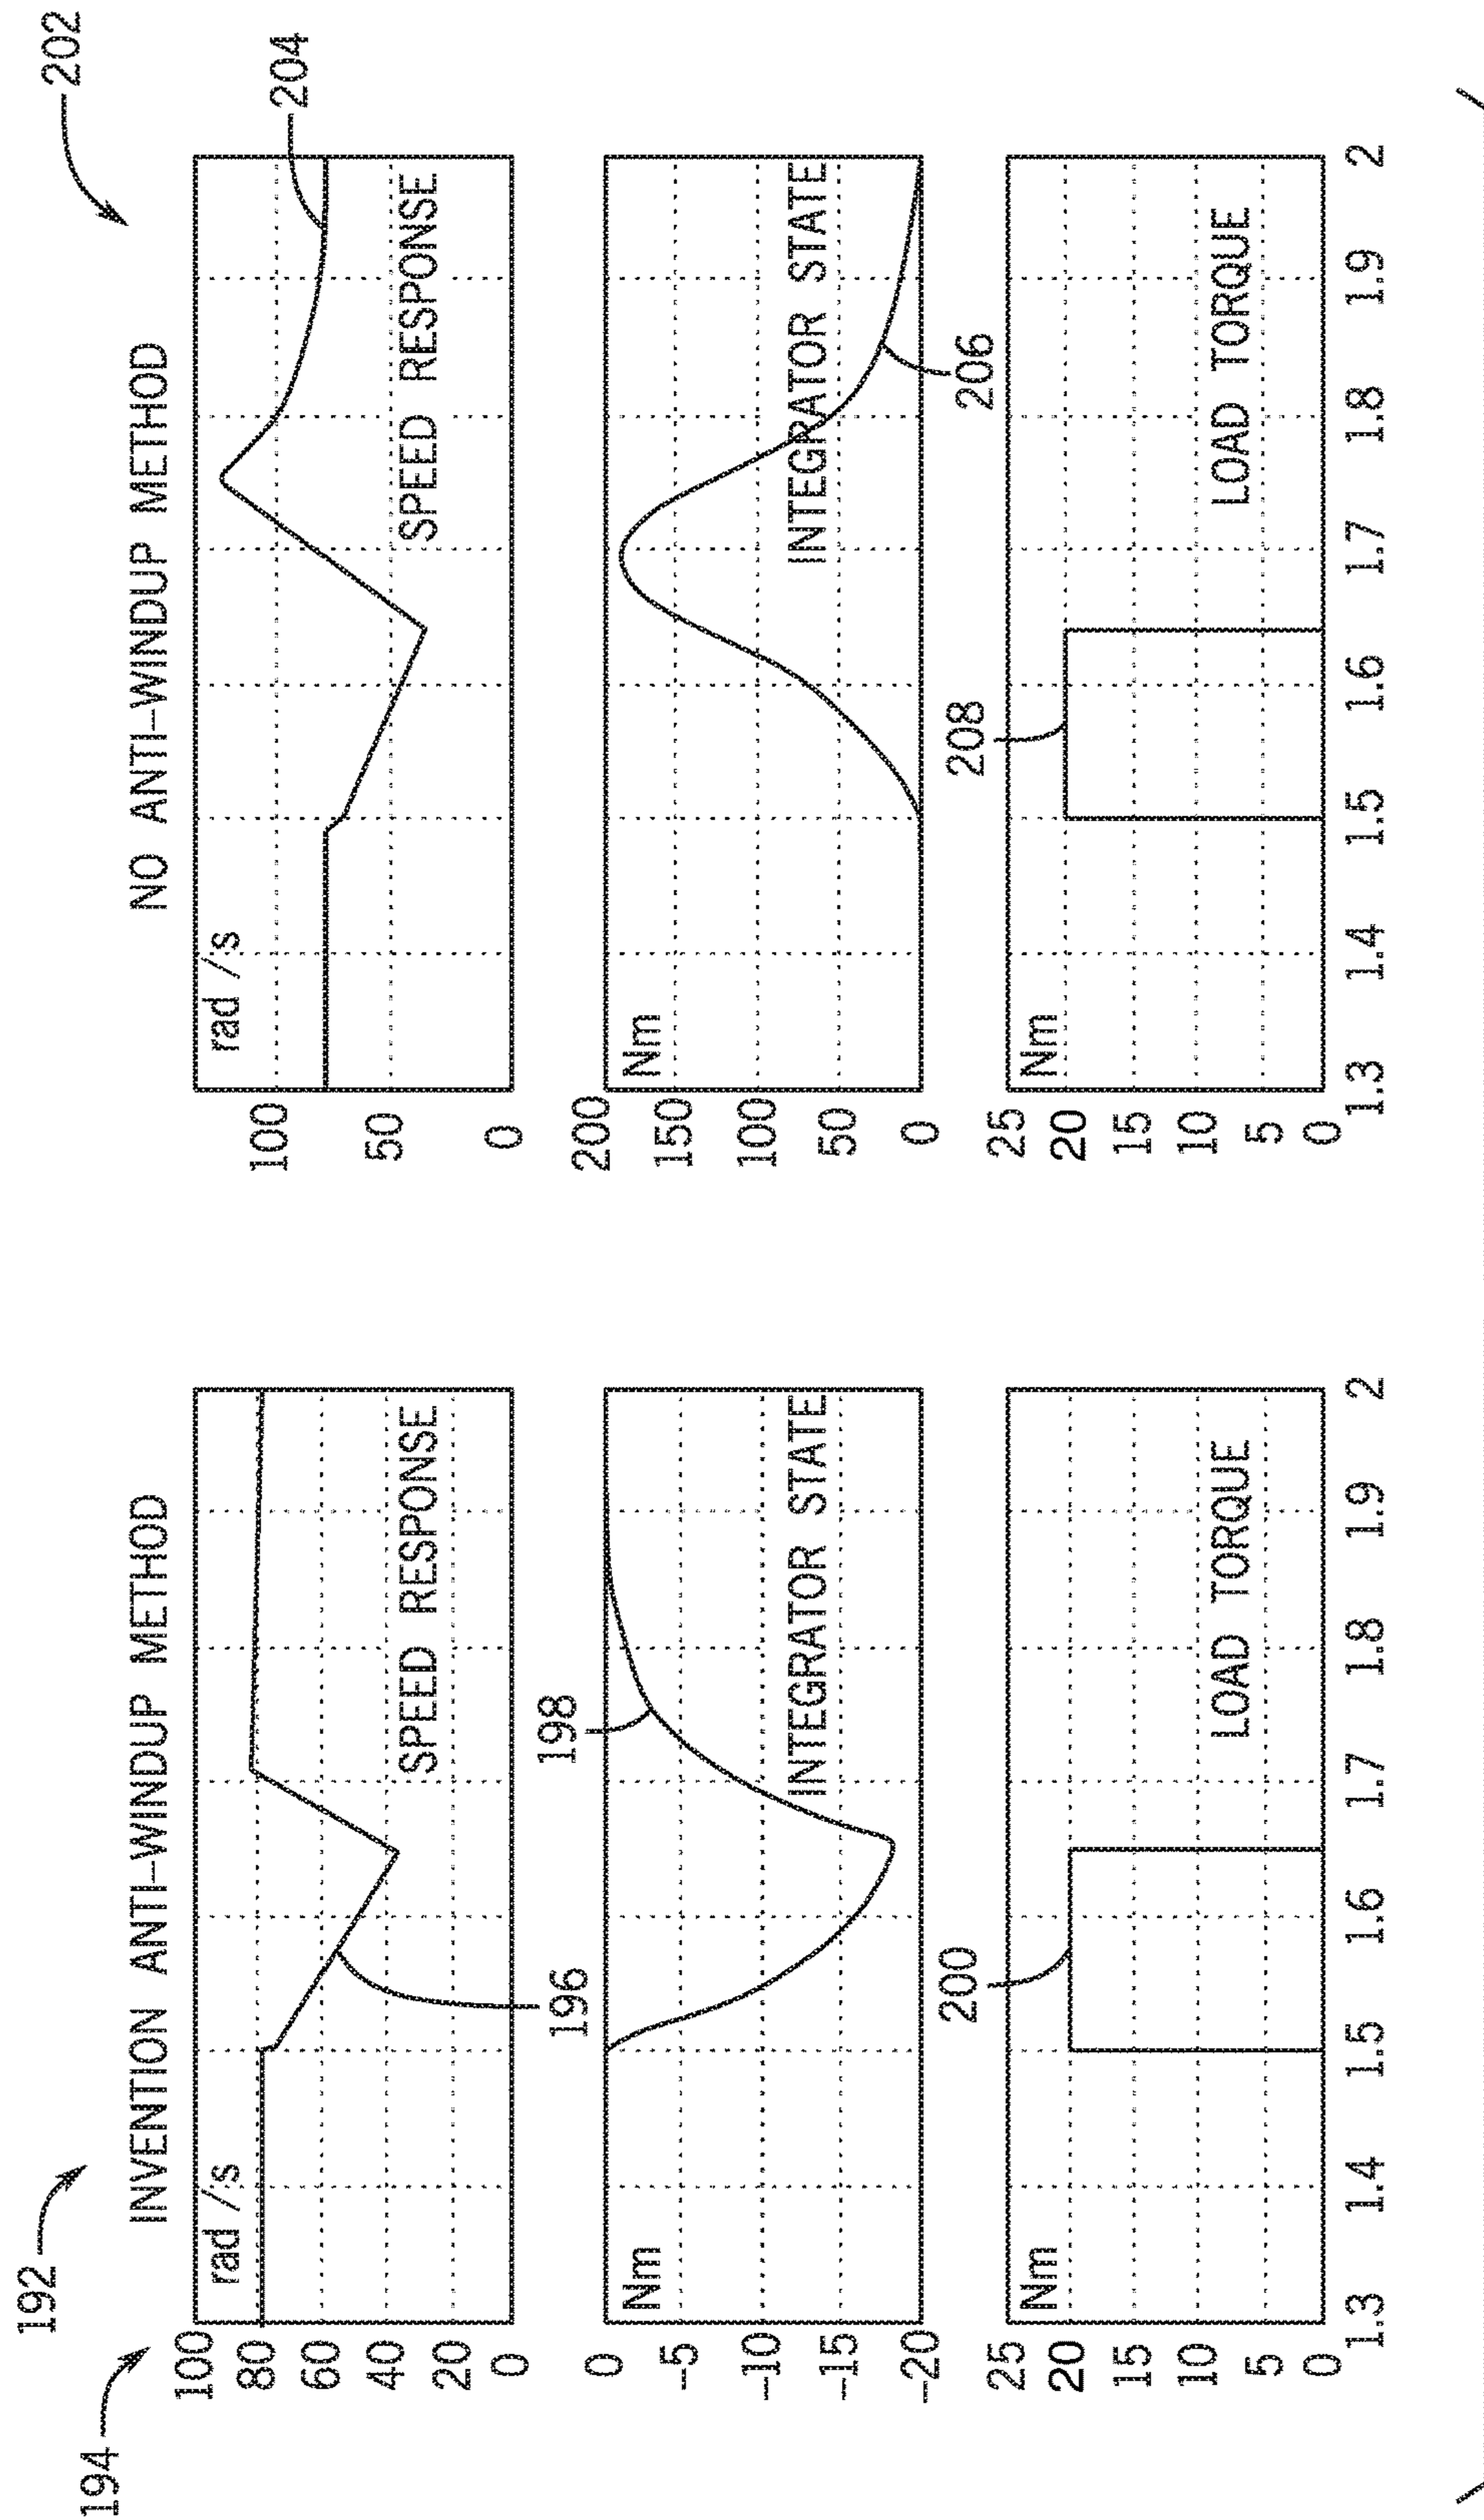 192
194
INVENTION ANTI-WINDUP METHOD
100
80
60
40
20
0
rad /s
SPEED RESPONSE
196
198
0
-5
-10
-15
-20
Nm
INTEGRATOR STATE
200
25
20
15
10
5
0
Nm
LOAD TORQUE
1.3 1.4 1.5 1.6 1.7 1.8 1.9 2
202
NO ANTI-WINDUP METHOD
204
100
50
0
rad /s
SPEED RESPONSE
200
150
100
50
0
Nm
INTEGRATOR STATE
206
208
25
20
15
10
5
0
Nm
LOAD TORQUE
1.3 1.4 1.5 1.6 1.7 1.8 1.9 2